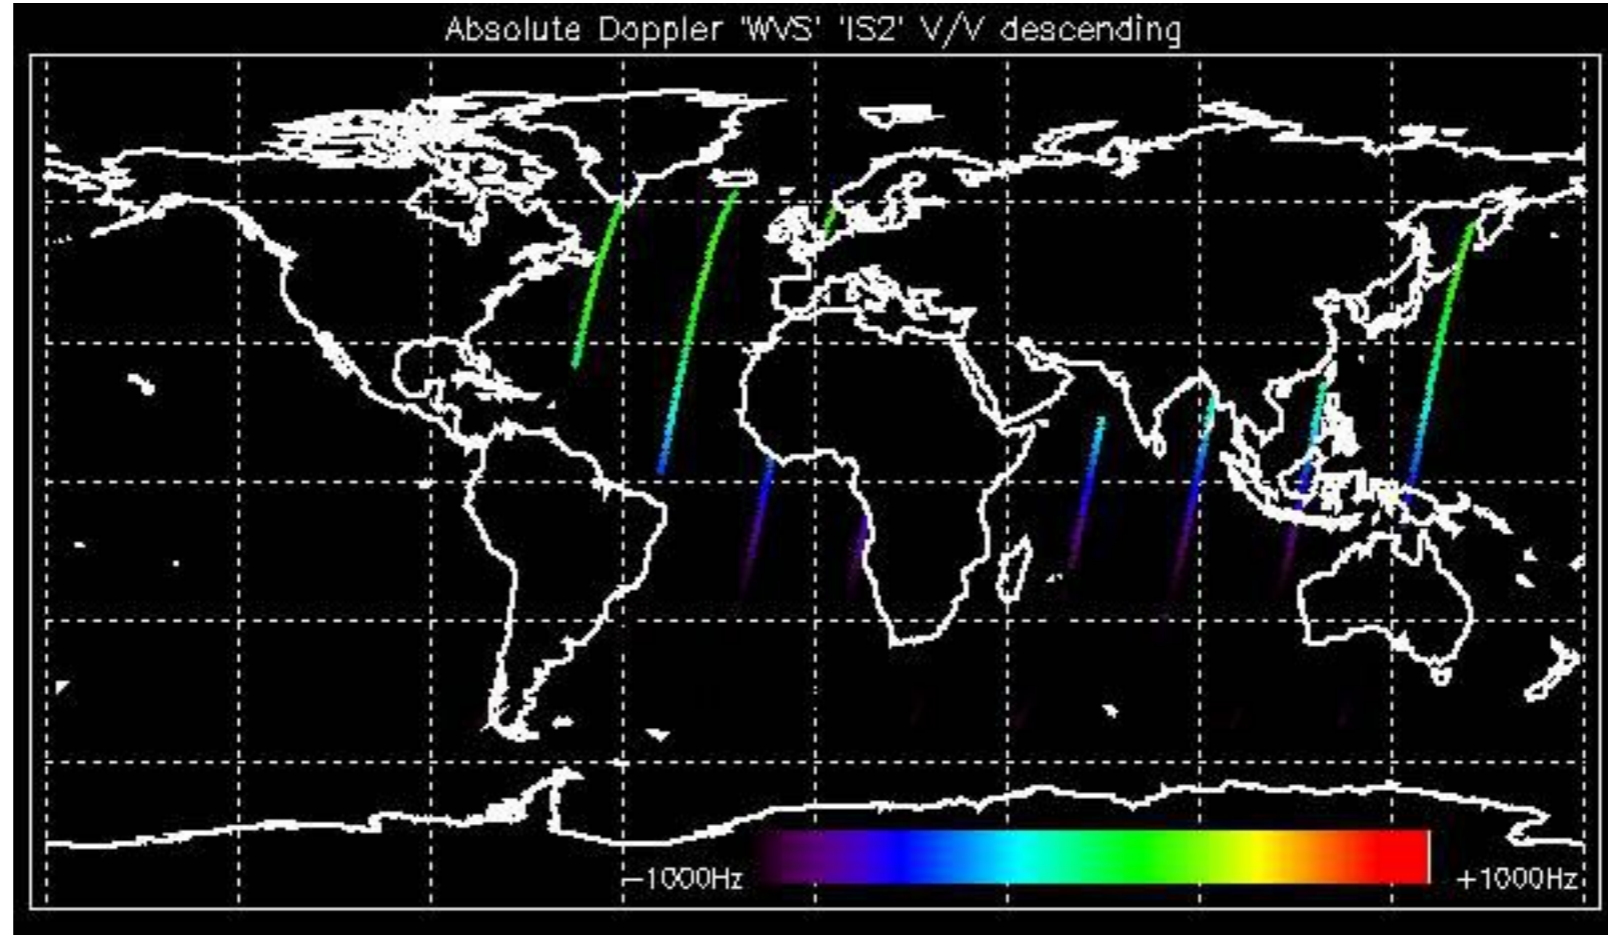 Absolute Doppler 'WVS' 'IS2' V/V descending
−1000Hz
+1000Hz